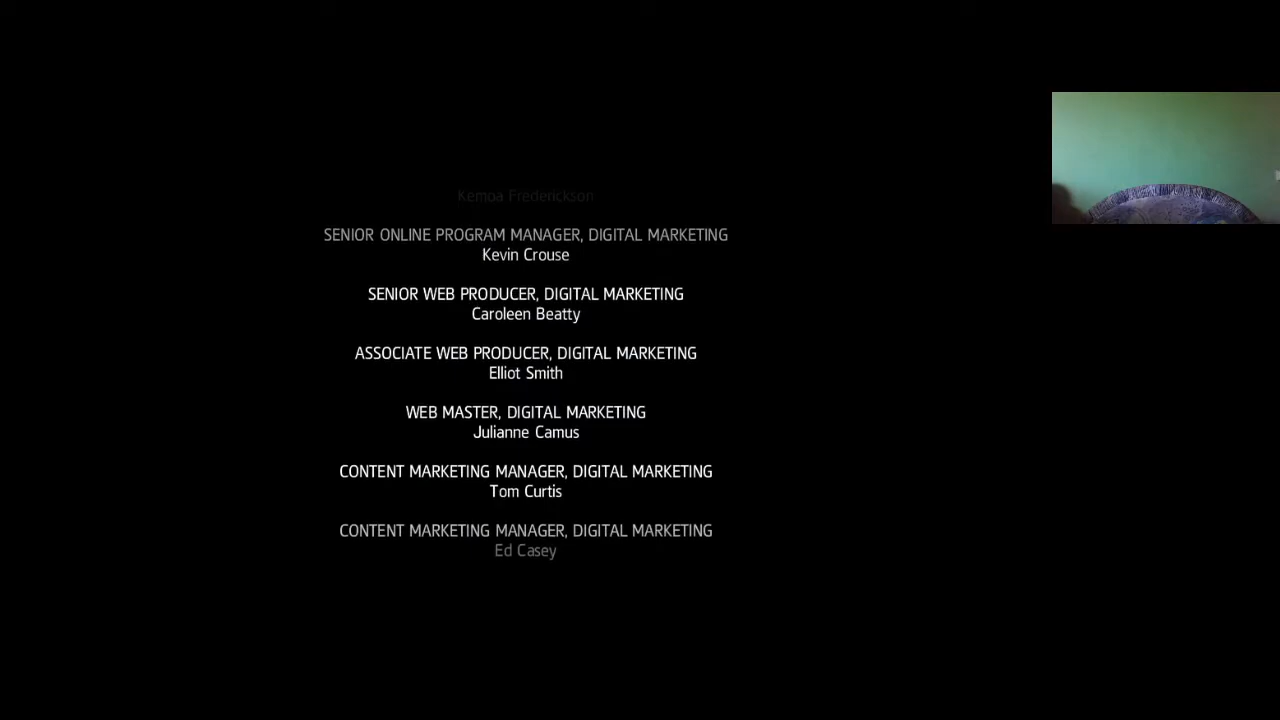 Kemoa Frederickson
SENIOR ONLINE PROGRAM MANAGER, DIGITAL MARKETING
Kevin Crouse
SENIOR WEB PRODUCER, DIGITAL MARKETING
Caroleen Beatty
ASSOCIATE WEB PRODUCER, DIGITAL MARKETING
Elliot Smith
WEB MASTER, DIGITAL MARKETING
Julianne Camus
CONTENT MARKETING MANAGER, DIGITAL MARKETING
Tom Curtis
CONTENT MARKETING MANAGER, DIGITAL MARKETING
Ed Casey